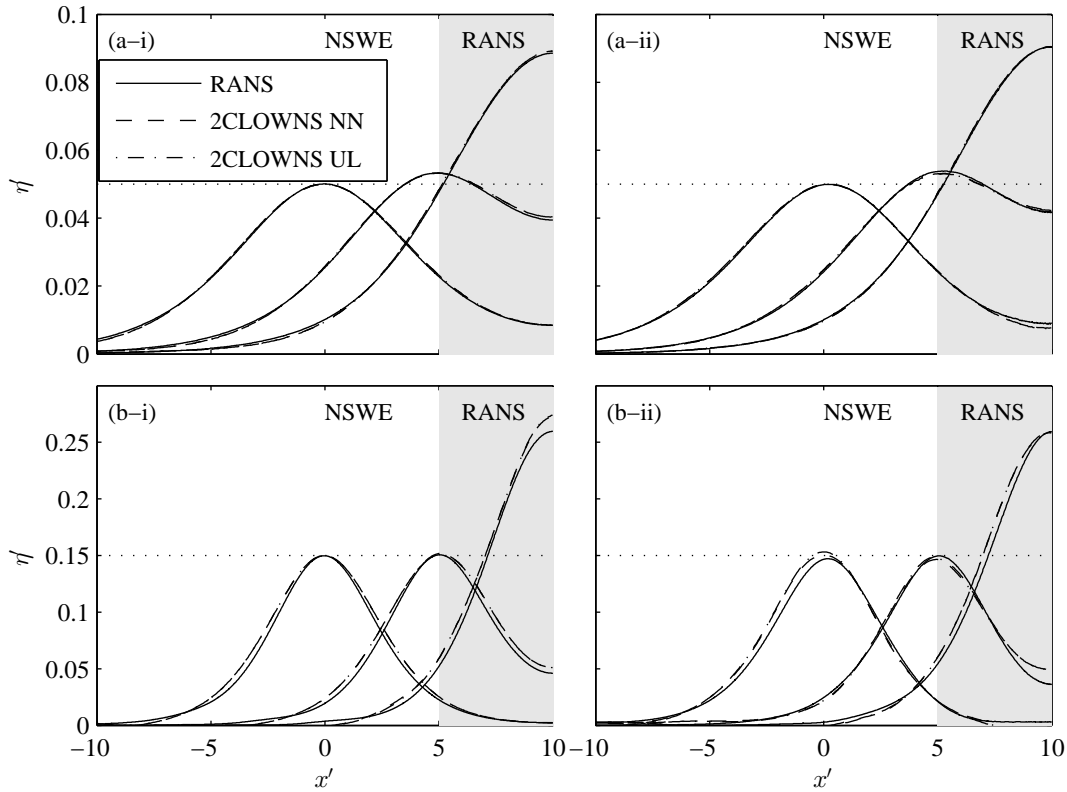 0.1
(a–i)
NSWE
RANS
(a–ii)
NSWE
RANS
RANS
2CLOWNS NN
2CLOWNS UL
0.08
0.06
η′
0.04
0.02
0
(b–i)
NSWE
RANS
(b–ii)
NSWE
RANS
0.25
0.2
η′
0.15
0.1
0.05
0
−10
−5
0
5
10
−10
−5
0
5
10
x′
x′